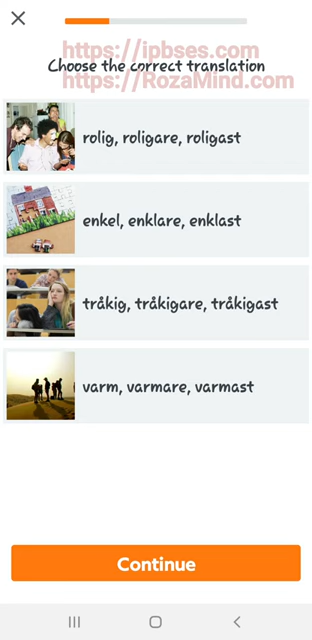 https://ipbses.com
Choose the correct translation
https://RozaMind.com
rolig, roligare, roligast
enkel, enklare, enklast
tråkig, tråkigare, tråkigast
varm, varmare, varmast
Continue